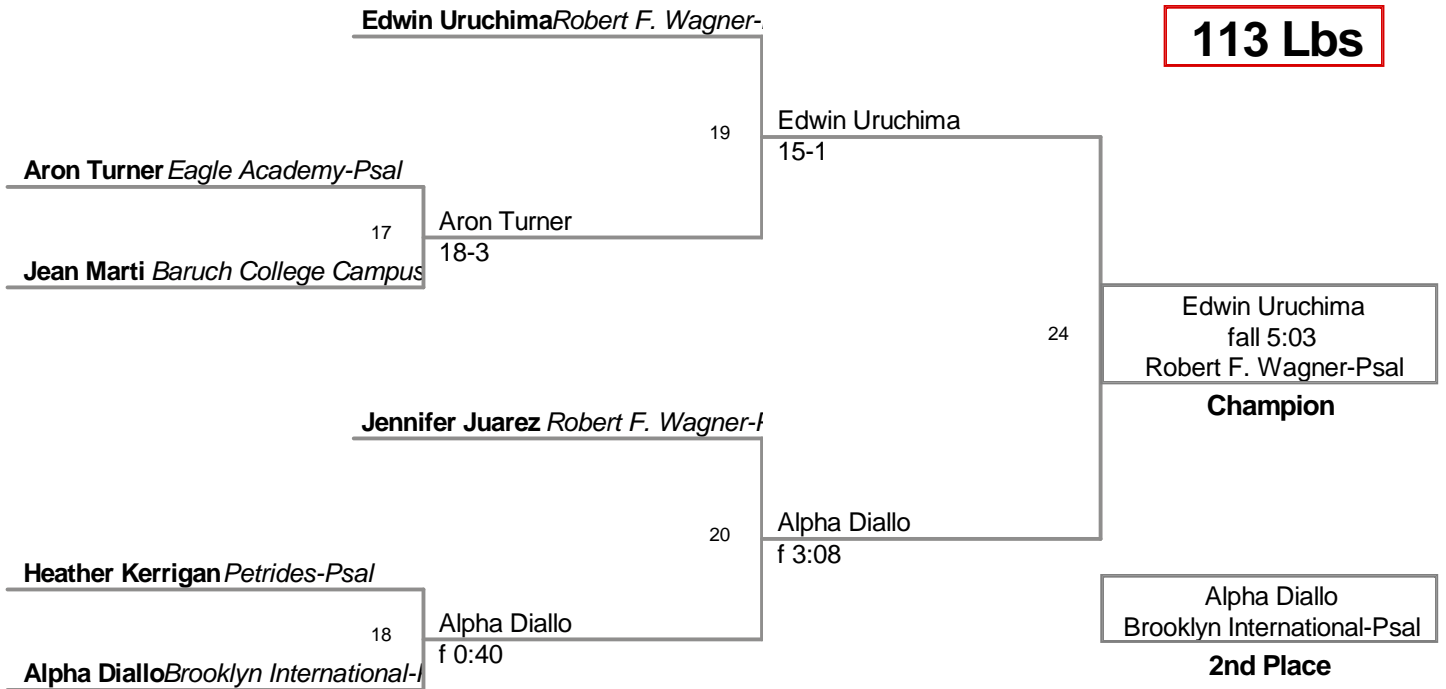 Edwin Uruchima Robert F. Wagner-
113 Lbs
19
Edwin Uruchima
15-1
Aron Turner Eagle Academy-Psal
17
Aron Turner
18-3
Jean Marti Baruch College Campus
24
Edwin Uruchima
fall 5:03
Robert F. Wagner-Psal
Champion
Jennifer Juarez Robert F. Wagner-
20
Alpha Diallo
f 3:08
Heather Kerrigan Petrides-Psal
18
Alpha Diallo
f 0:40
Alpha Diallo Brooklyn International-
Alpha Diallo
Brooklyn International-Psal
2nd Place